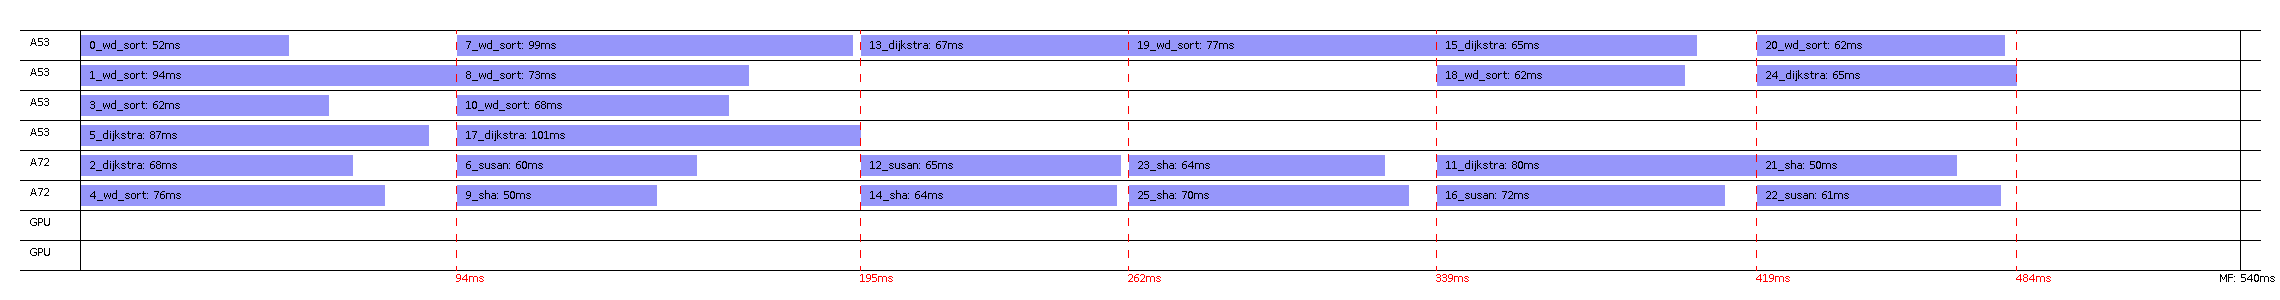 A53 0_wd_sort: 52ms 7_wd_sort: 99ms 13_dijkstra: 67ms 19_wd_sort: 77ms 15_dijkstra: 65ms 20_wd_sort: 62ms
A53 1_wd_sort: 94ms 8_wd_sort: 73ms 18_wd_sort: 62ms 24_dijkstra: 65ms
A53 3_wd_sort: 62ms 10_wd_sort: 68ms
A53 5_dijkstra: 87ms 17_dijkstra: 101ms
A72 2_dijkstra: 68ms 6_susan: 60ms 12_susan: 65ms 23_sha: 64ms 11_dijkstra: 80ms 21_sha: 50ms
A72 4_wd_sort: 76ms 9_sha: 50ms 14_sha: 64ms 25_sha: 70ms 16_susan: 72ms 22_susan: 61ms
GPU
GPU
94ms 195ms 262ms 339ms 419ms 484ms MF: 540ms